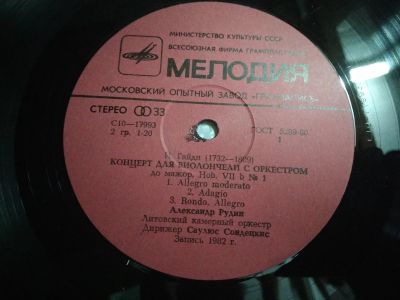 МИНИСТЕРСТВО КУЛЬТУРЫ СССР
ВСЕСОЮЗНАЯ ФИРМА ГРАМПЛАСТИНОК
МЕЛОДИЯ
МОСКОВСКИЙ ОПЫТНЫЙ ЗАВОД «ГРАМЗАПИСЬ»
СТЕРЕО 33
С10—17993 ГОСТ 5289-80
2 гр. 1-20 1
Гайдн (1732—1809)
КОНЦЕРТ ДЛЯ ВИОЛОНЧЕЛИ С ОРКЕСТРОМ
до мажор, Hob. VII b № 1
1. Allegro moderato
2. Adagio
3. Rondo. Allegro
Александр Рудин
Литовский камерный оркестр
Дирижер Саулюс Сондецкис
Запись 1982 г.